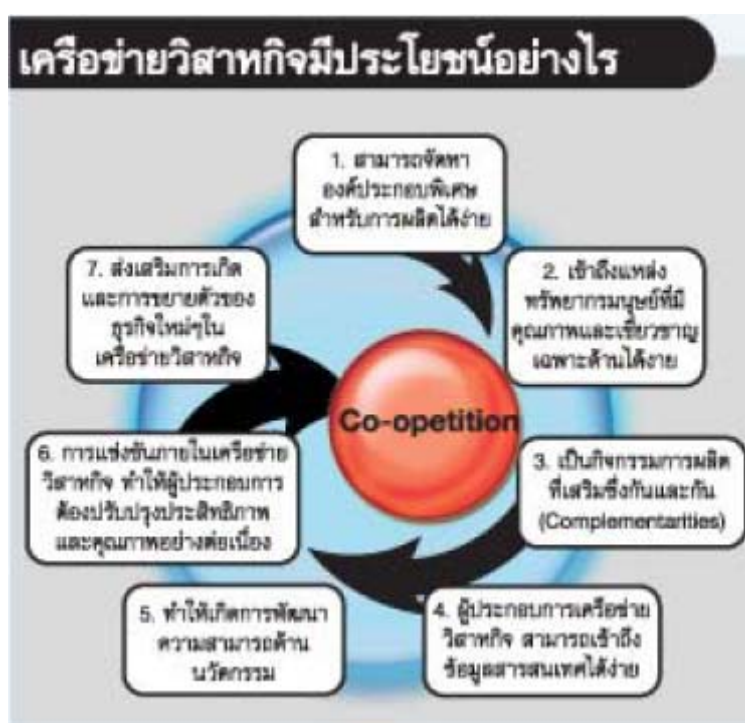 เครือข่ายวิสาหกิจมีประโยชน์อย่างไร
1. สามารถจัดหา
องค์ประกอบพิเศษ
สำหรับการผลิตได้ง่าย
2. เข้าถึงแหล่ง
ทรัพยากรมนุษย์ที่มี
คุณภาพและเชี่ยวชาญ
เฉพาะด้านได้งาย
3. เป็นกิจกรรมการผลิต
ที่เสริมซึ่งกันและกัน
(Complementarities)
4. ผู้ประกอบการเครือข่าย
วิสาหกิจ สามารถเข้าถึง
ข้อมูลสารสนเทศได้ง่าย
5. ทำให้เกิดการพัฒนา
ความสามารถด้าน
นวัตกรรม
6. การแข่งขันภายในเครือข่าย
วิสาหกิจ ทำให้ผู้ประกอบการ
ต้องปรับปรุงประสิทธิภาพ
และคุณภาพอย่างต่อเนื่อง
7. ส่งเสริมการเกิด
และการขยายตัวของ
ธุรกิจใหม่ๆใน
เครือข่ายวิสาหกิจ
Co-opetition